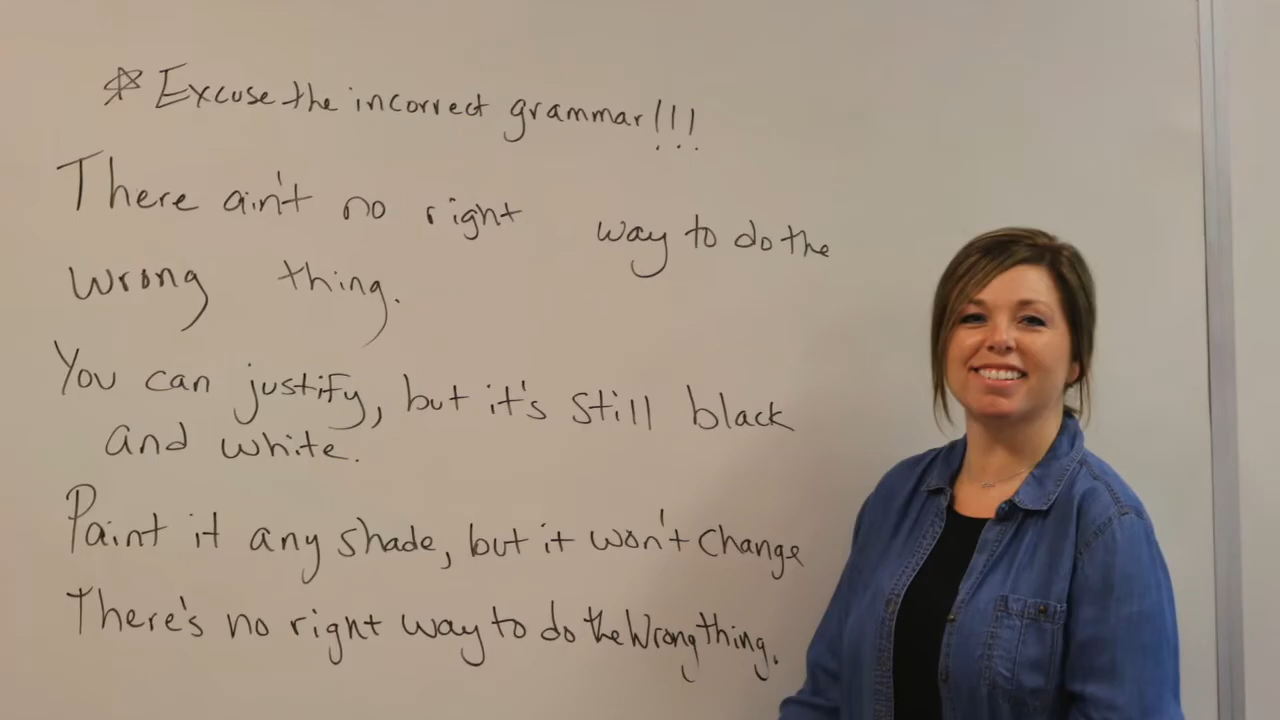 * Excuse the incorrect grammar!!!
There ain't no right way to do the
wrong thing.
You can justify, but it's still black
and white.
Paint it any shade, but it won't change
There's no right way to do the Wrong thing.